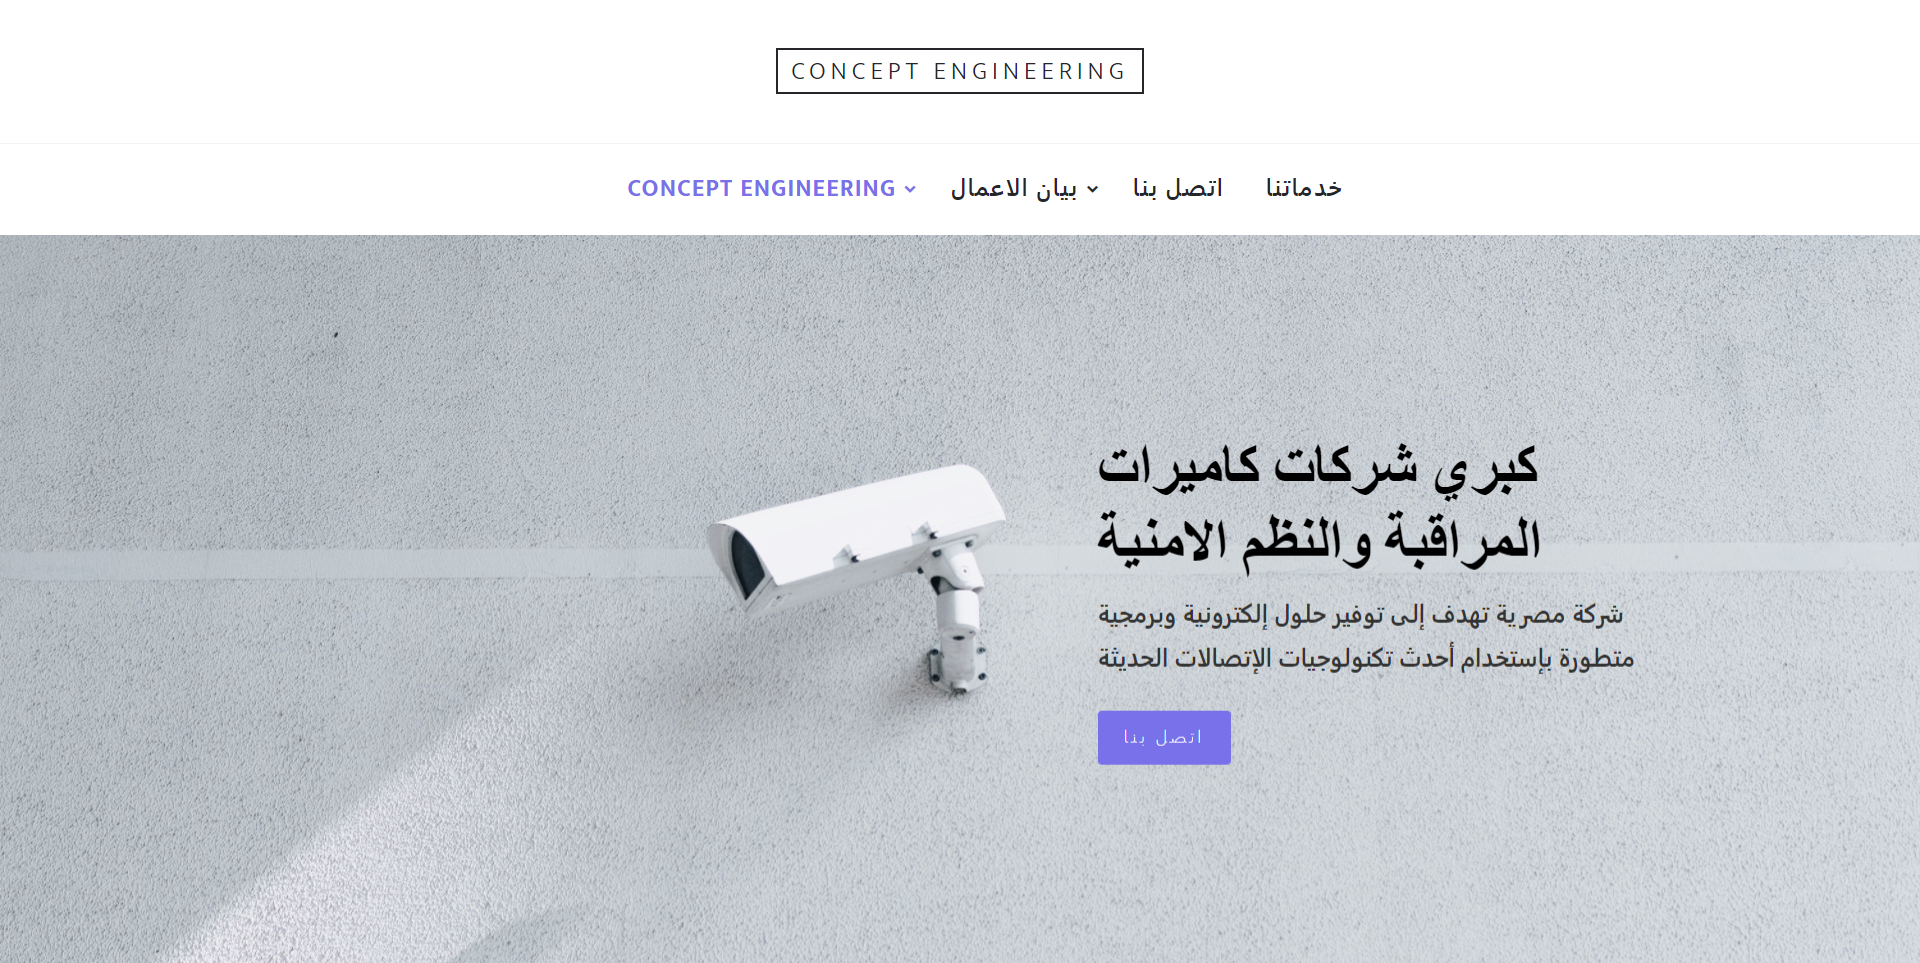 CONCEPT ENGINEERING
CONCEPT ENGINEERING بيان الاعمال اتصل بنا خدماتنا
كبري شركات كاميرات
المراقبة والنظم الامنية
شركة مصرية تهدف إلى توفير حلول إلكترونية وبرمجية
متطورة بإستخدام أحدث تكنولوجيات الإتصالات الحديثة
اتصل بنا